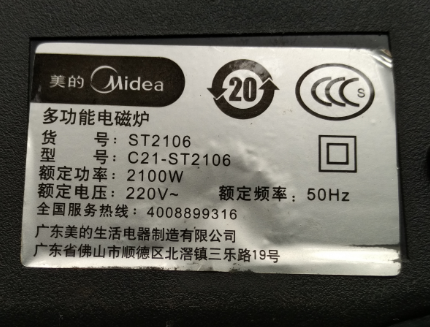 美的 Midea
20
CCC S
多功能电磁炉
货 号：ST2106
型 号：C21-ST2106
额定功率：2100W
额定电压：220V~ 额定频率：50Hz
全国服务热线：4008899316
广东美的生活电器制造有限公司
广东省佛山市顺德区北滘镇三乐路19号